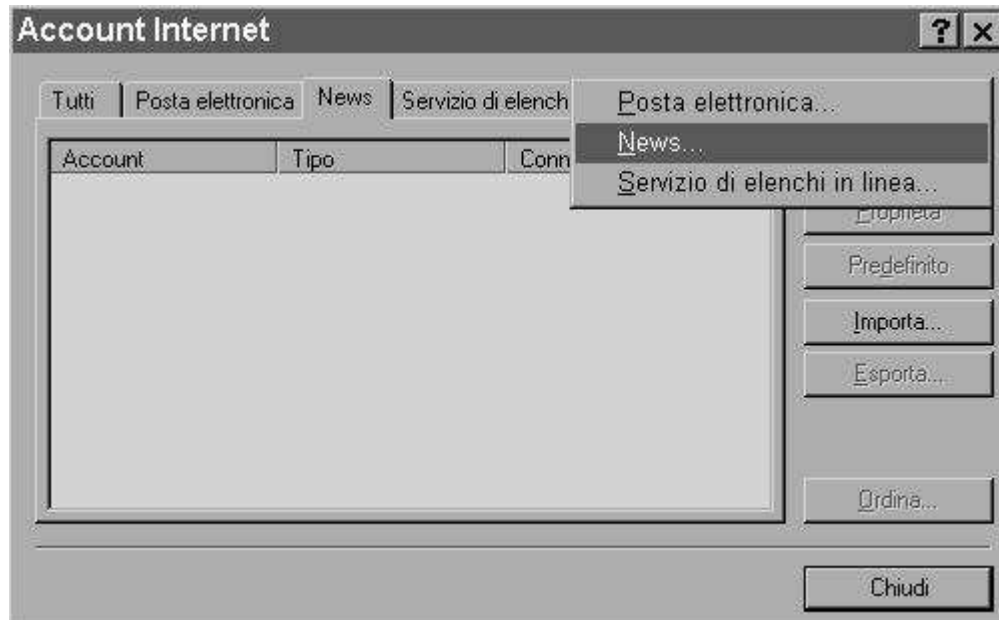 Account Internet
Tutti Posta elettronica News Servizio di elench
Posta elettronica...
News...
Servizio di elenchi in linea...
Account Tipo Conn
Proprietà
Predefinito
Importa...
Esporta...
Ordina...
Chiudi